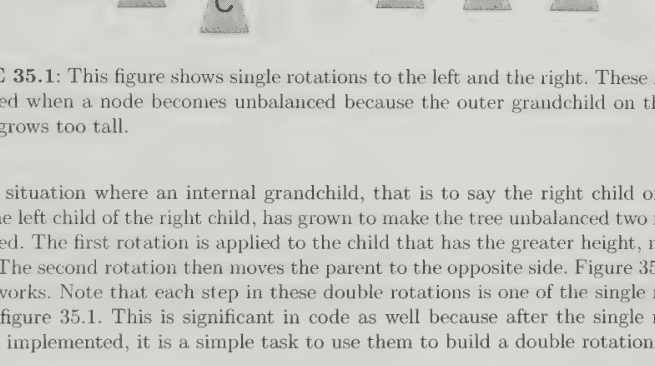 C
35.1: This figure shows single rotations to the left and the right. These
when a node becomes unbalanced because the outer grandchild on
grows too tall.
situation where an internal grandchild, that is to say the right child
left child of the right child, has grown to make the tree unbalanced two
The first rotation is applied to the child that has the greater height,
The second rotation then moves the parent to the opposite side. Figure 35
works. Note that each step in these double rotations is one of the single
figure 35.1. This is significant in code as well because after the single
implemented, it is a simple task to use them to build a double rotation